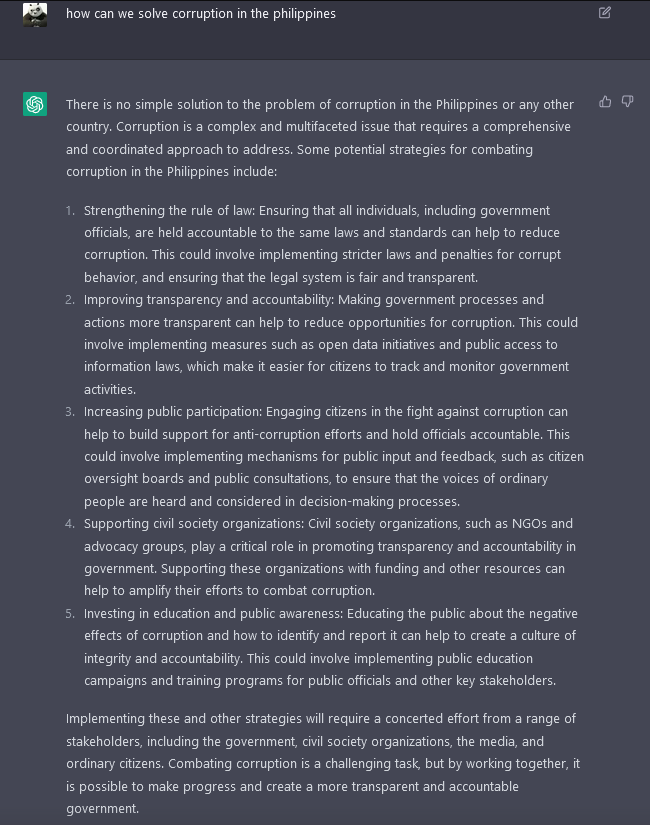 how can we solve corruption in the philippines
There is no simple solution to the problem of corruption in the Philippines or any other
country. Corruption is a complex and multifaceted issue that requires a comprehensive
and coordinated approach to address. Some potential strategies for combating
corruption in the Philippines include:
1. Strengthening the rule of law: Ensuring that all individuals, including government
officials, are held accountable to the same laws and standards can help to reduce
corruption. This could involve implementing stricter laws and penalties for corrupt
behavior, and ensuring that the legal system is fair and transparent.
2. Improving transparency and accountability: Making government processes and
actions more transparent can help to reduce opportunities for corruption. This could
involve implementing measures such as open data initiatives and public access to
information laws, which make it easier for citizens to track and monitor government
activities.
3. Increasing public participation: Engaging citizens in the fight against corruption can
help to build support for anti-corruption efforts and hold officials accountable. This
could involve implementing mechanisms for public input and feedback, such as citizen
oversight boards and public consultations, to ensure that the voices of ordinary
people are heard and considered in decision-making processes.
4. Supporting civil society organizations: Civil society organizations, such as NGOs and
advocacy groups, play a critical role in promoting transparency and accountability in
government. Supporting these organizations with funding and other resources can
help to amplify their efforts to combat corruption.
5. Investing in education and public awareness: Educating the public about the negative
effects of corruption and how to identify and report it can help to create a culture of
integrity and accountability. This could involve implementing public education
campaigns and training programs for public officials and other key stakeholders.
Implementing these and other strategies will require a concerted effort from a range of
stakeholders, including the government, civil society organizations, the media, and
ordinary citizens. Combating corruption is a challenging task, but by working together, it
is possible to make progress and create a more transparent and accountable
government.